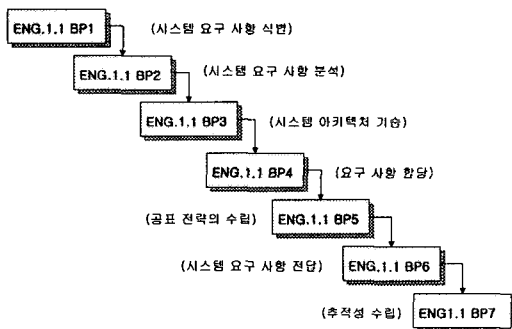 ENG.1.1 BP1 (시스템 요구 사항 식별)
ENG.1.1 BP2 (시스템 요구 사항 분석)
ENG.1.1 BP3 (시스템 아키텍처 기술)
ENG.1.1 BP4 (요구 사항 할당)
(공표 전략의 수립) ENG.1.1 BP5
(시스템 요구 사항 전달) ENG.1.1 BP6
(추적성 수립) ENG1.1 BP7